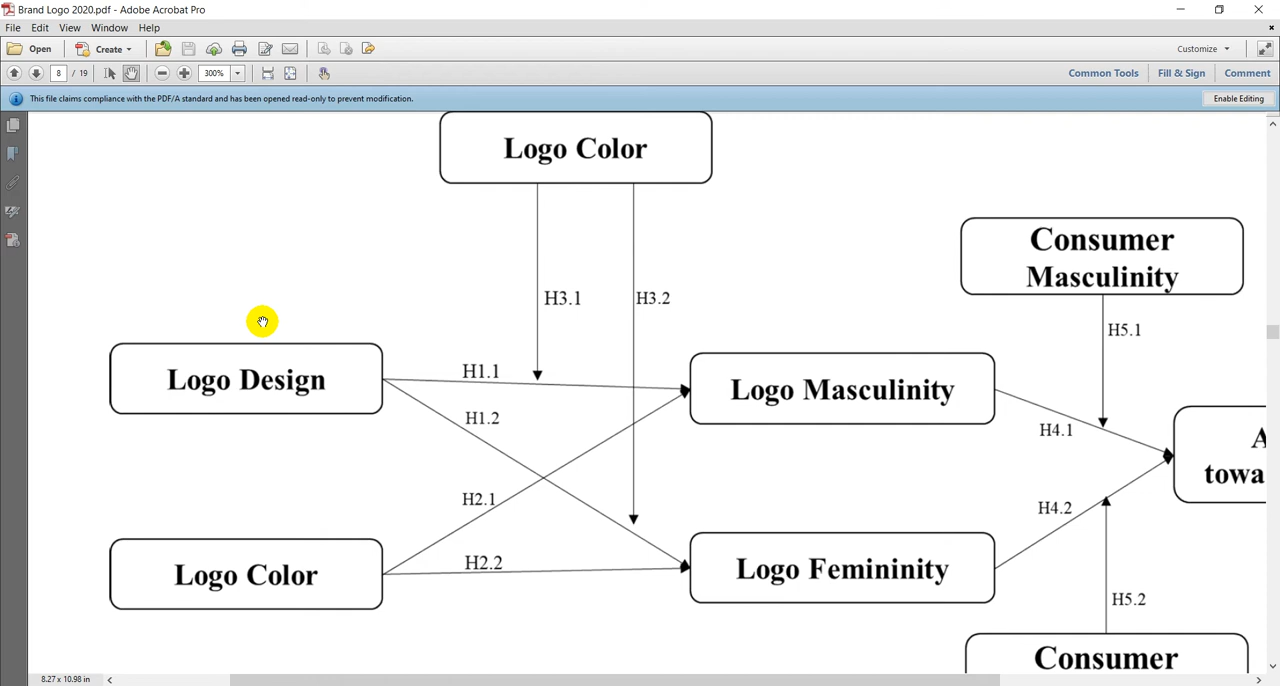 Brand Logo 2020.pdf - Adobe Acrobat Pro
File Edit View Window Help
Open Create Customize
8 / 19 300% Common Tools Fill & Sign Comment
This file claims compliance with the PDF/A standard and has been opened read-only to prevent modification. Enable Editing
Logo Color
Consumer
Masculinity
H3.1 H3.2
H5.1
Logo Design
H1.1
Logo Masculinity
H1.2
H4.1
A
towa
H2.1
H4.2
Logo Color
H2.2
Logo Femininity
H5.2
Consumer
8.27 x 10.98 in